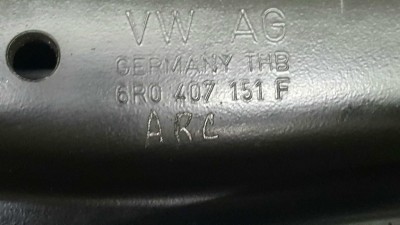 VW AG
GERMANY THB
6R0 407 151 F
ARC